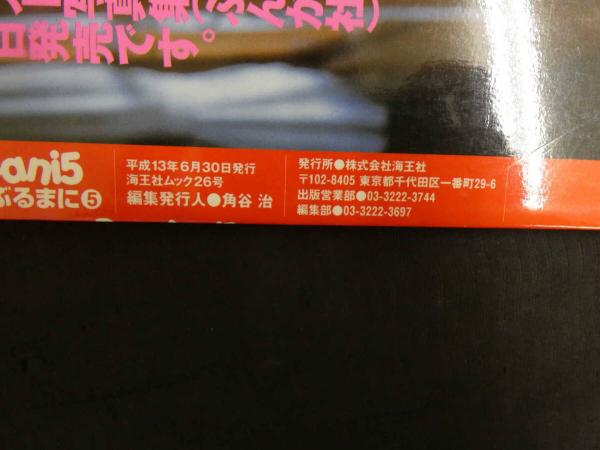 日発売です。
ani5
ぶるまに❺
平成13年6月30日発行
海王社ムック26号
編集発行人●角谷 治
発行所●株式会社海王社
〒102-8405 東京都千代田区一番町29-6
出版営業部●03-3222-3744
編集部●03-3222-3697